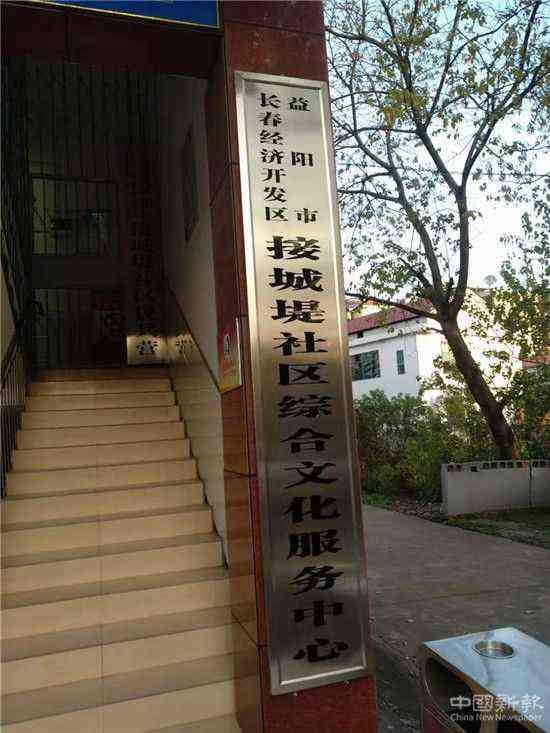 益阳市
长春经济开发区
接城堤社区综合文化服务中心
中國新報
China New Newspaper